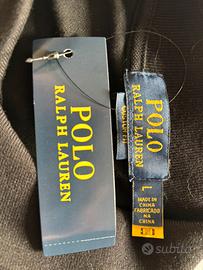 POLO
RALPH LAUREN
POLO
RALPH LAUREN
L
MADE IN
CHINA
FABRICADO
NA
CHINA
subito